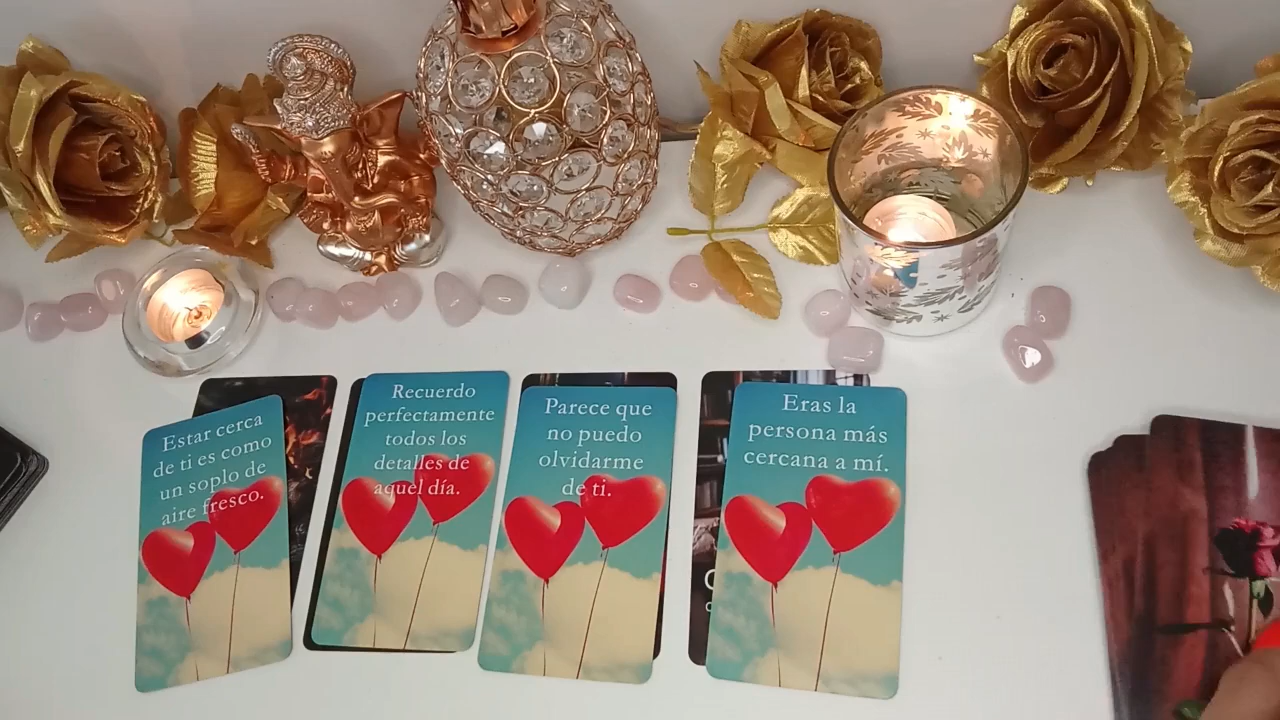 Estar cerca
de ti es como
un soplo de
aire fresco.
Recuerdo
perfectamente
todos los
detalles de
aquel día.
Parece que
no puedo
olvidarme
de ti.
Eras la
persona más
cercana a mí.